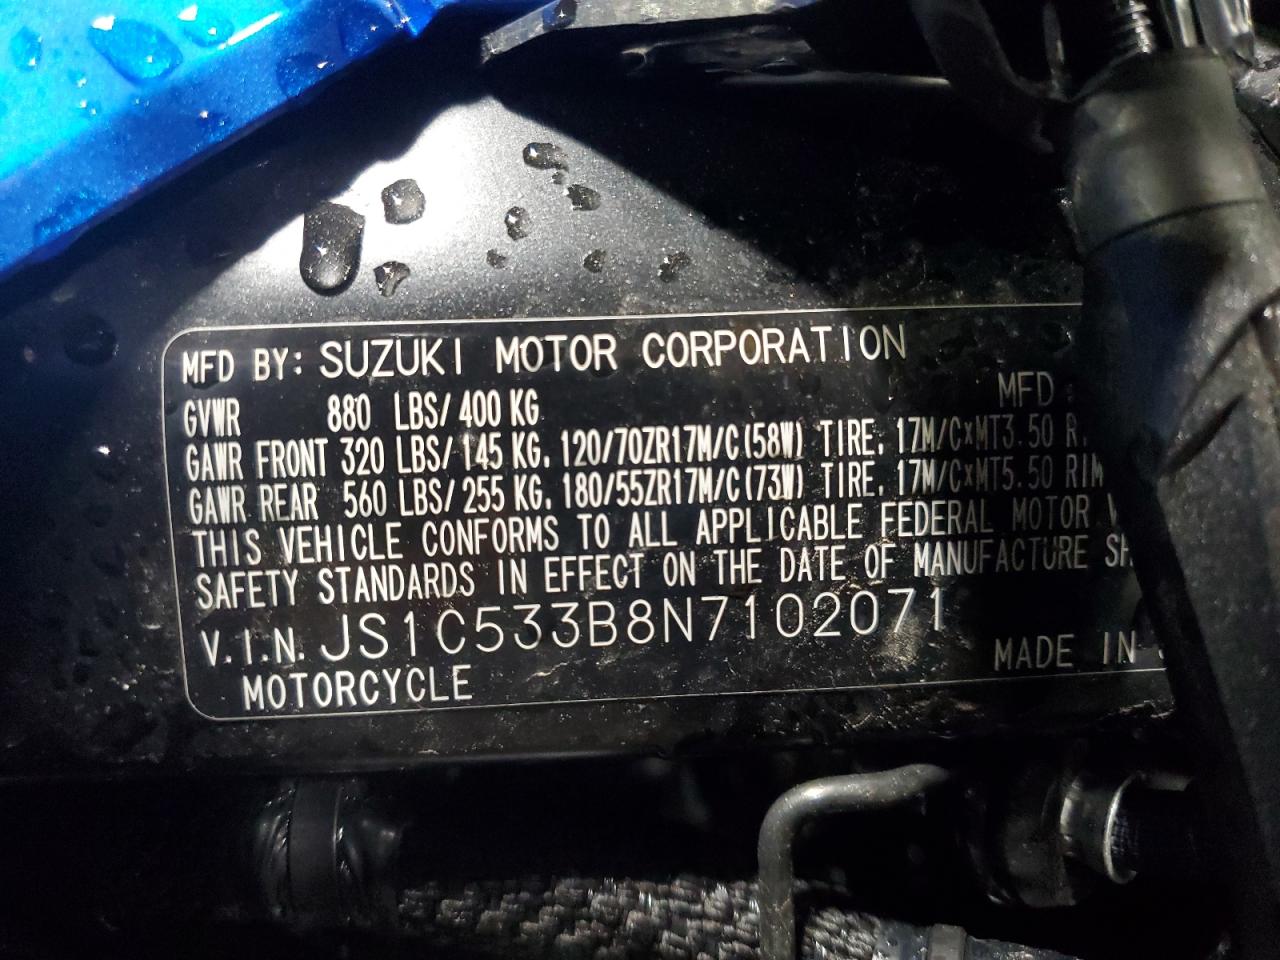 MFD BY: SUZUKI MOTOR CORPORATION
MFD
GVWR 880 LBS/ 400 KG
GAWR FRONT 320 LBS/ 145 KG, 120/70ZR17M/C(58W) TIRE, 17M/C×MT3.50 R
GAWR REAR 560 LBS/ 255 KG, 180/55ZR17M/C(73W) TIRE, 17M/C×MT5.50 RIM
THIS VEHICLE CONFORMS TO ALL APPLICABLE FEDERAL MOTOR V
SAFETY STANDARDS IN EFFECT ON THE DATE OF MANUFACTURE SH
V.I.N. JS1C533B8N7102071
MADE IN
MOTORCYCLE